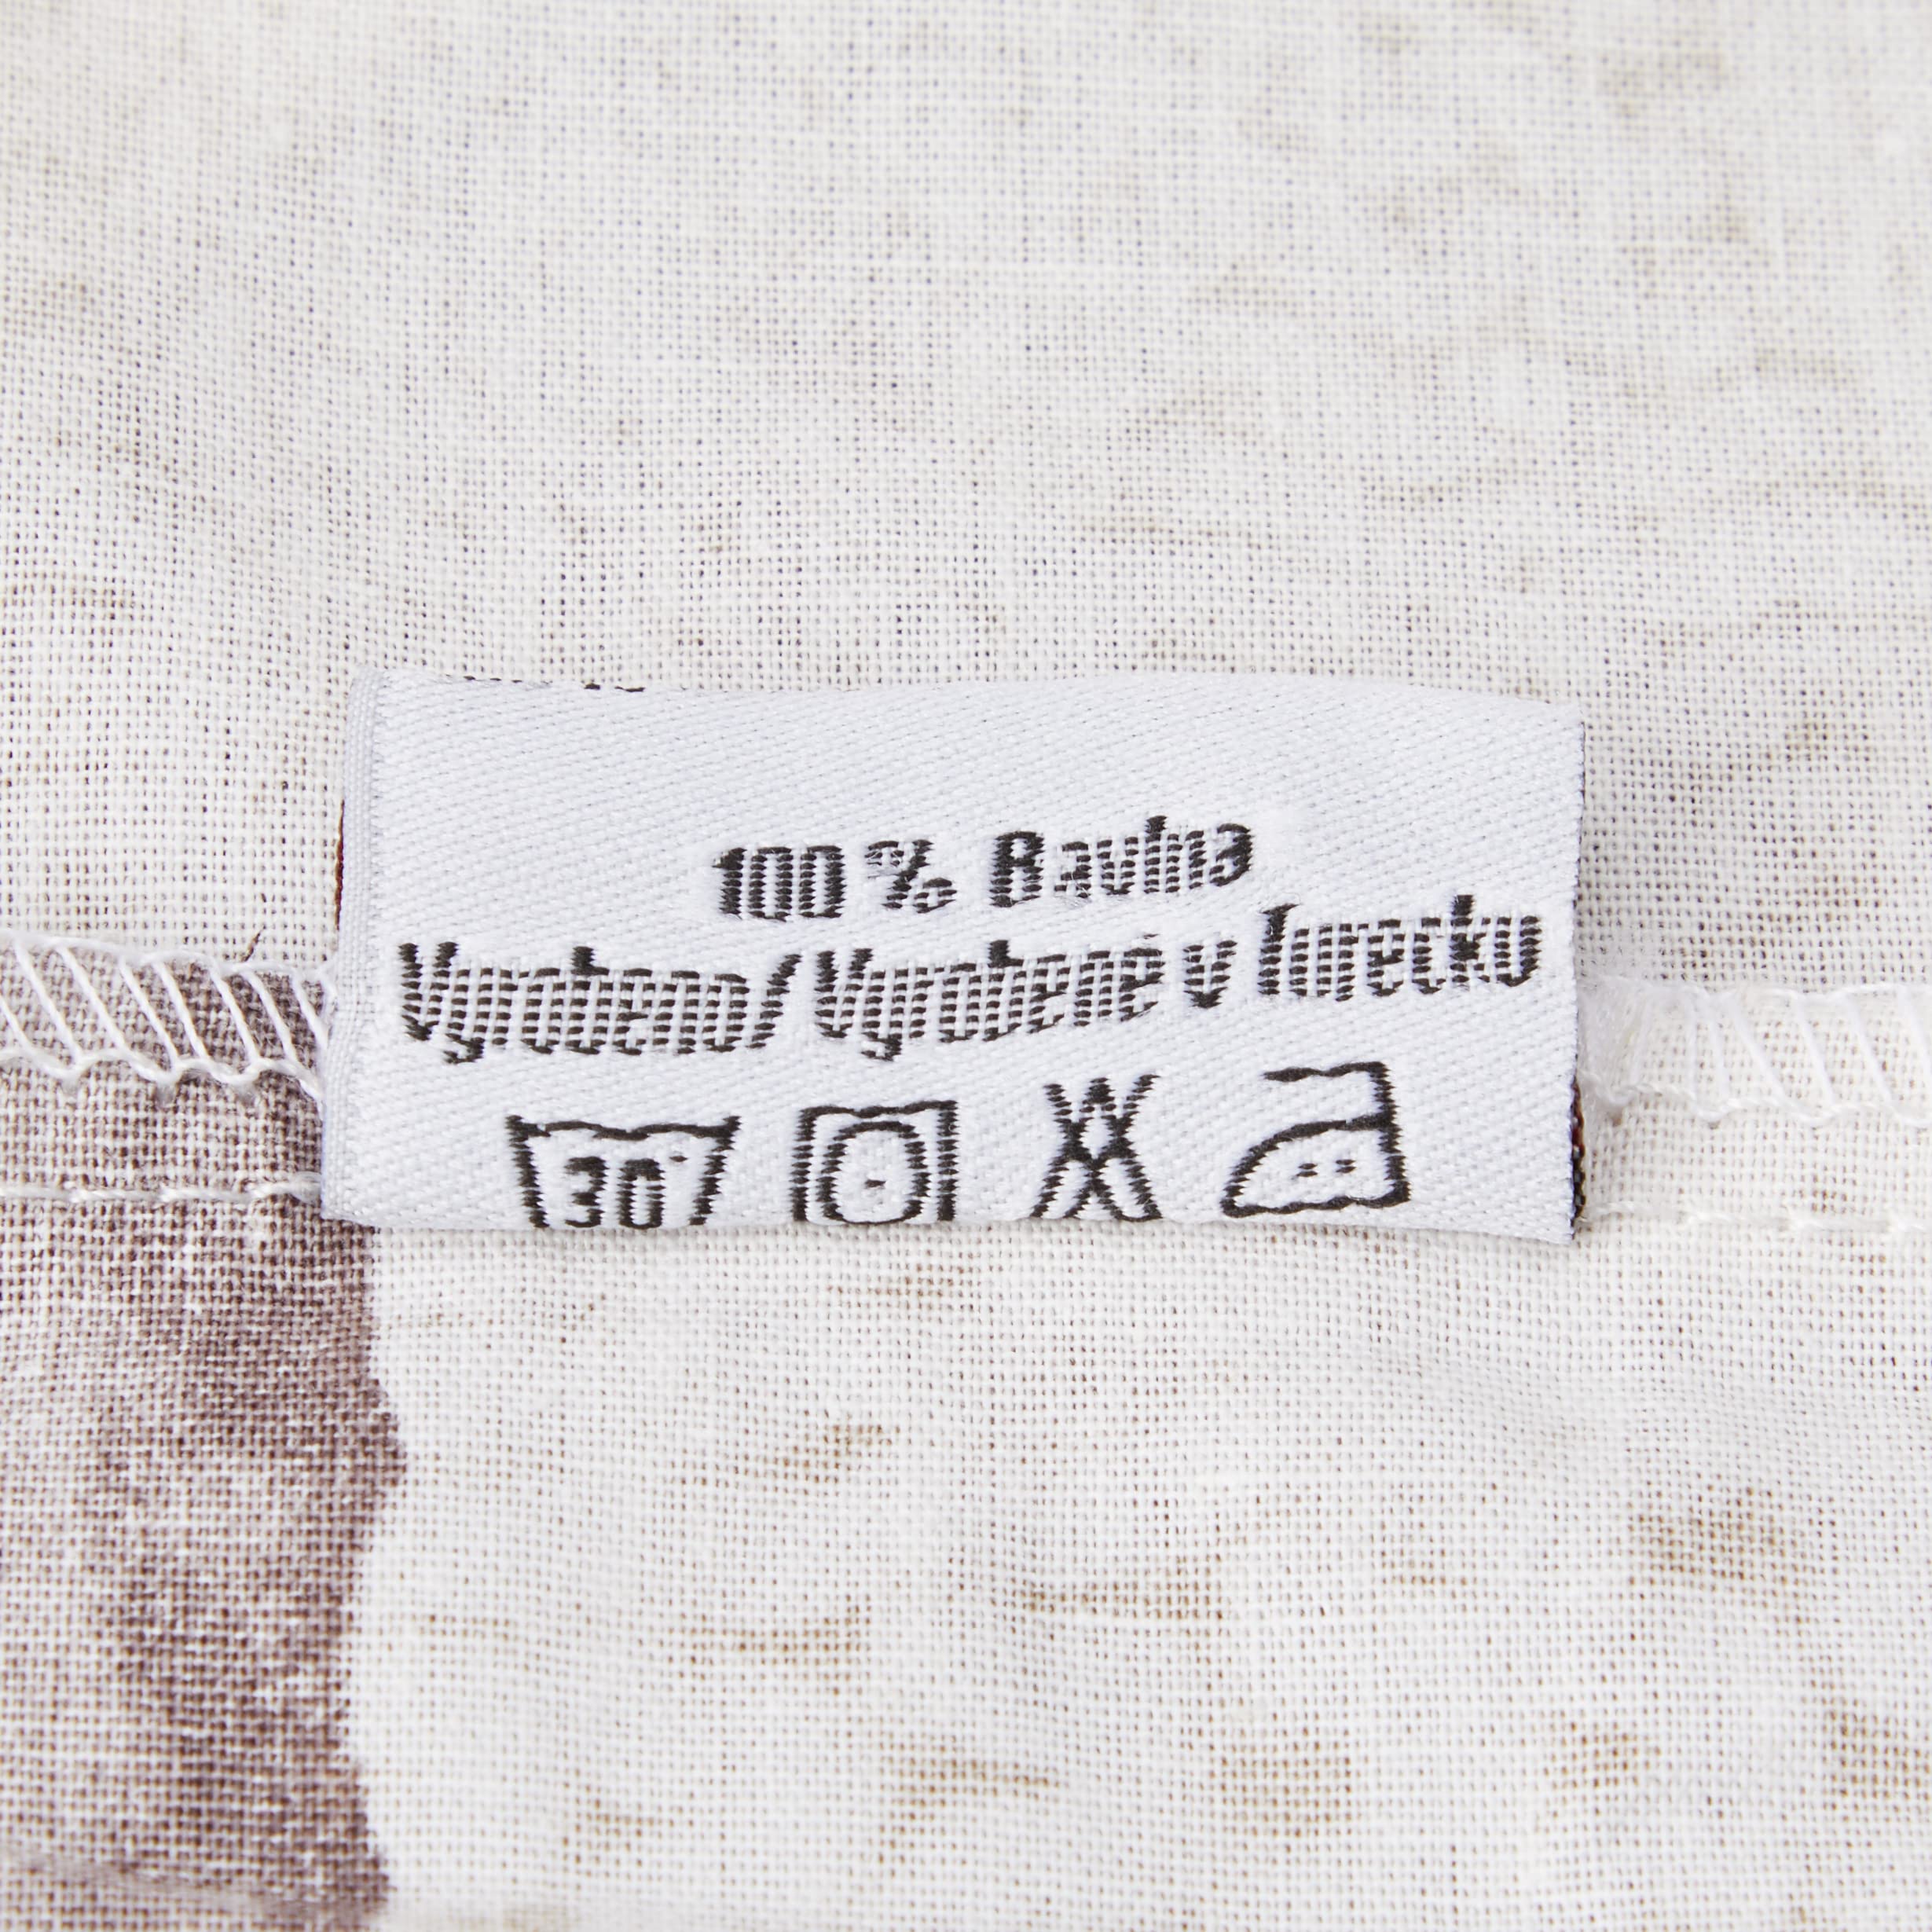 100 % Bavlna
Vyrobeno/Vyrobené v Turecku
30°